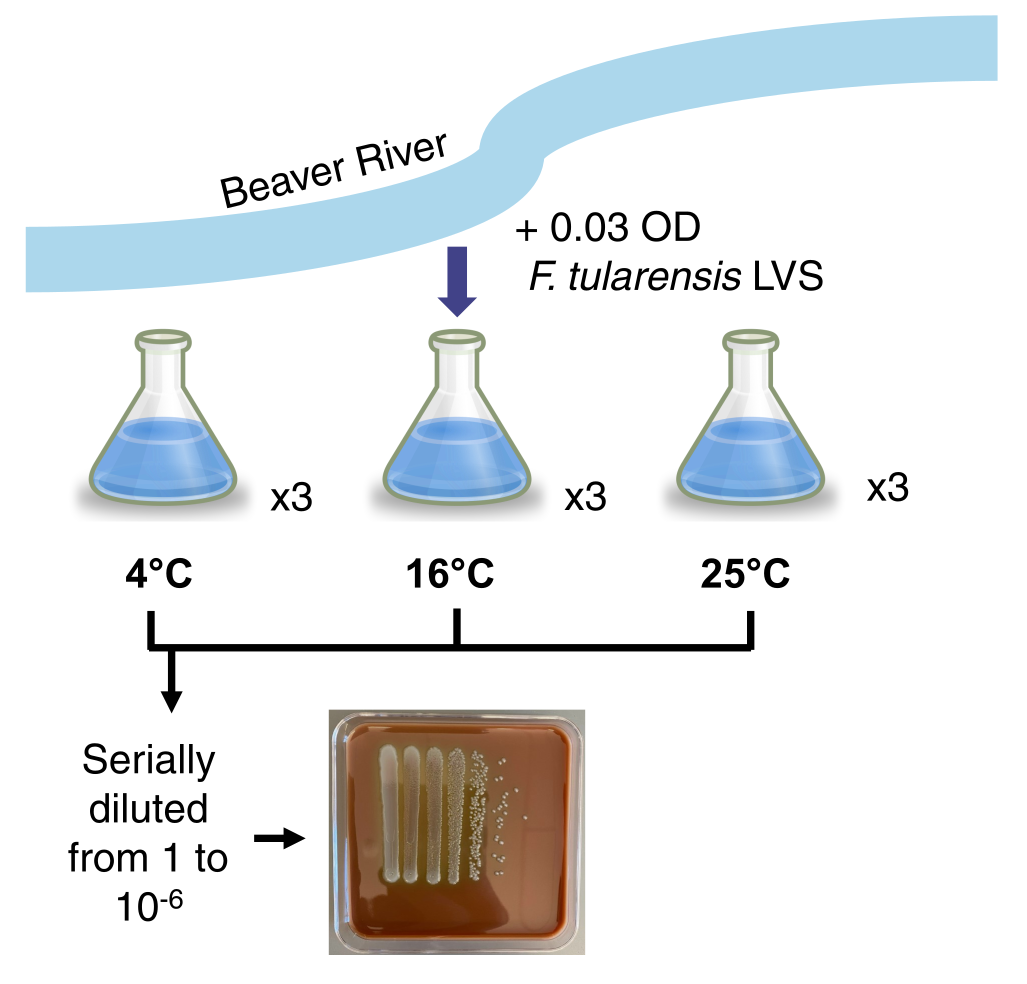 Beaver River
+ 0.03 OD
F. tularensis LVS
x3
x3
x3
4°C
16°C
25°C
Serially
diluted
from 1 to
10⁻⁶